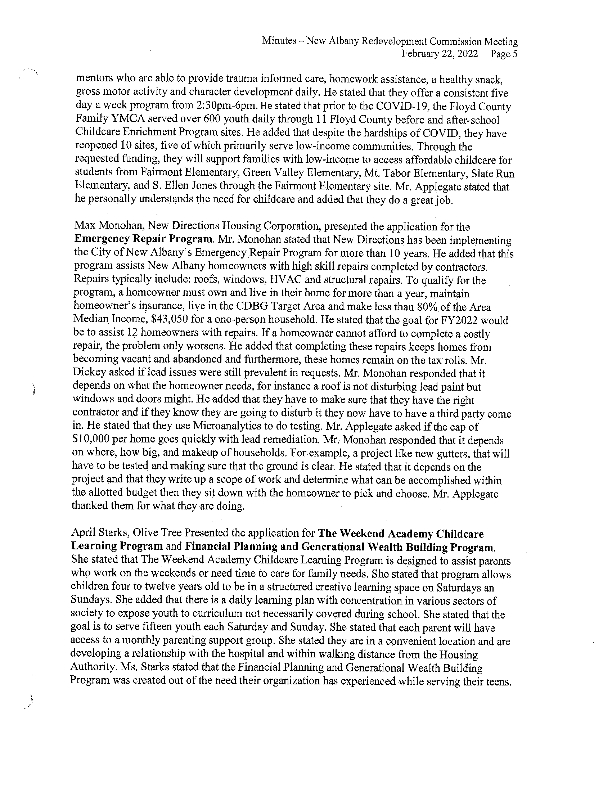 Minutes – New Albany Redevelopment Commission Meeting
February 22, 2022 Page 5
mentors who are able to provide trauma informed care, homework assistance, a healthy snack,
gross motor activity and character development daily. He stated that they offer a consistent five
day a week program from 2:30pm-6pm. He stated that prior to the COVID-19, the Floyd County
Family YMCA served over 600 youth daily through 11 Floyd County before and after-school
Childcare Enrichment Program sites. He added that despite the hardships of COVID, they have
reopened 10 sites, five of which primarily serve low-income communities. Through the
requested funding, they will support families with low-income to access affordable childcare for
students from Fairmont Elementary, Green Valley Elementary, Mt. Tabor Elementary, Slate Run
Elementary, and S. Ellen Jones through the Fairmont Elementary site. Mr. Applegate stated that
he personally understands the need for childcare and added that they do a great job.
Max Monohan, New Directions Housing Corporation, presented the application for the
Emergency Repair Program. Mr. Monohan stated that New Directions has been implementing
the City of New Albany's Emergency Repair Program for more than 10 years. He added that this
program assists New Albany homeowners with high skill repairs completed by contractors.
Repairs typically include: roofs, windows, HVAC and structural repairs. To qualify for the
program, a homeowner must own and live in their home for more than a year, maintain
homeowner's insurance, live in the CDBG Target Area and make less than 80% of the Area
Median Income, $43,050 for a one-person household. He stated that the goal for FY2022 would
be to assist 12 homeowners with repairs. If a homeowner cannot afford to complete a costly
repair, the problem only worsens. He added that completing these repairs keeps homes from
becoming vacant and abandoned and furthermore, these homes remain on the tax rolls. Mr.
Dickey asked if lead issues were still prevalent in requests. Mr. Monohan responded that it
depends on what the homeowner needs, for instance a roof is not disturbing lead paint but
windows and doors might. He added that they have to make sure that they have the right
contractor and if they know they are going to disturb it they now have to have a third party come
in. He stated that they use Microanalytics to do testing. Mr. Applegate asked if the cap of
$10,000 per home goes quickly with lead remediation. Mr. Monohan responded that it depends
on where, how big, and makeup of households. For example, a project like new gutters, that will
have to be tested and making sure that the ground is clear. He stated that it depends on the
project and that they write up a scope of work and determine what can be accomplished within
the allotted budget then they sit down with the homeowner to pick and choose. Mr. Applegate
thanked them for what they are doing.
April Starks, Olive Tree Presented the application for The Weekend Academy Childcare
Learning Program and Financial Planning and Generational Wealth Building Program.
She stated that The Weekend Academy Childcare Learning Program is designed to assist parents
who work on the weekends or need time to care for family needs. She stated that program allows
children four to twelve years old to be in a structured creative learning space on Saturdays an
Sundays. She added that there is a daily learning plan with concentration in various sectors of
society to expose youth to curriculum not necessarily covered during school. She stated that the
goal is to serve fifteen youth each Saturday and Sunday. She stated that each parent will have
access to a monthly parenting support group. She stated they are in a convenient location and are
developing a relationship with the hospital and within walking distance from the Housing
Authority. Ms. Starks stated that the Financial Planning and Generational Wealth Building
Program was created out of the need their organization has experienced while serving their teens.